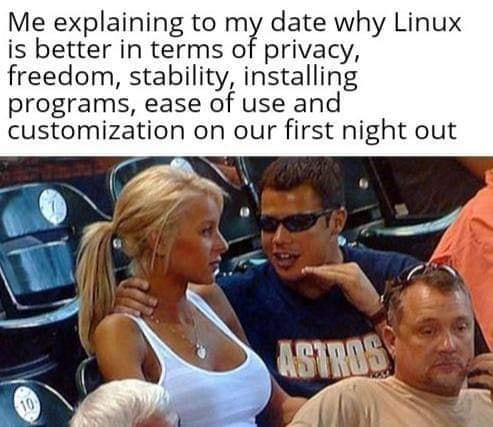 Me explaining to my date why Linux
is better in terms of privacy,
freedom, stability, installing
programs, ease of use and
customization on our first night out
ASTROS
10